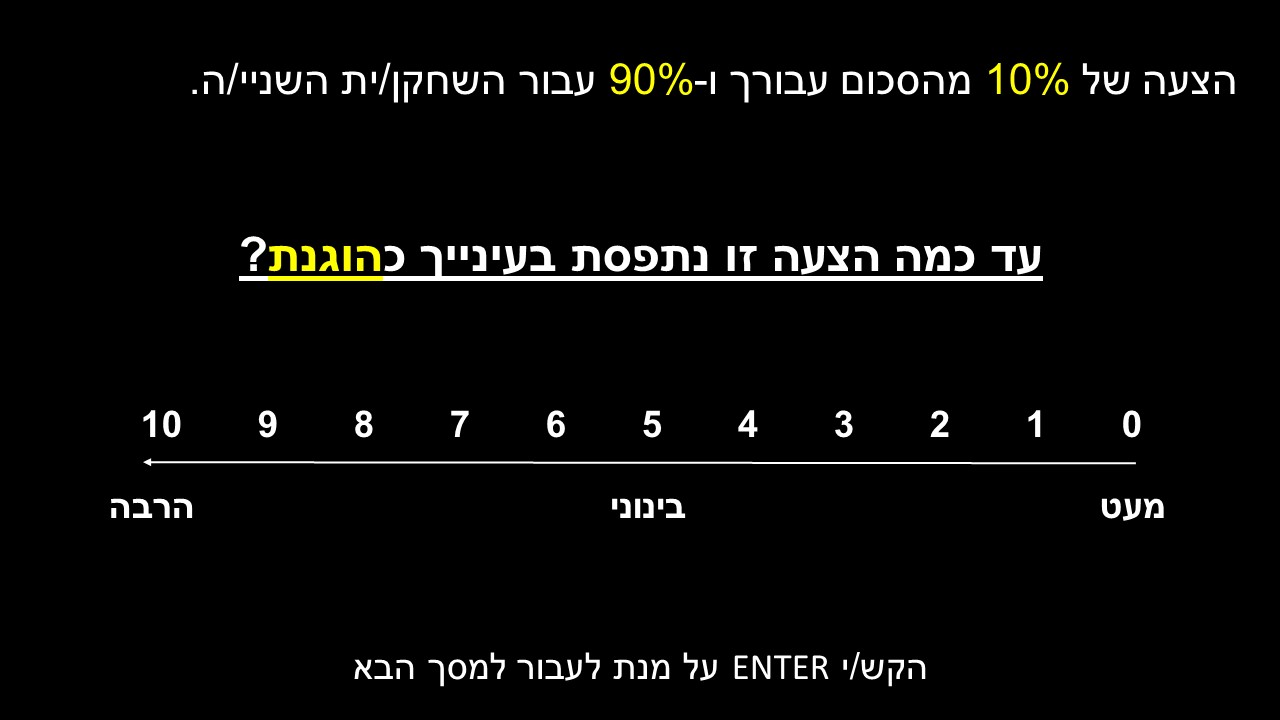 הצעה של 10% מהסכום עבורך ו-90% עבור השחקן/ית השניי/ה.
עד כמה הצעה זו נתפסת בעינייך כהוגנת?
0 1 2 3 4 5 6 7 8 9 10
מעט בינוני הרבה
הקש/י ENTER על מנת לעבור למסך הבא